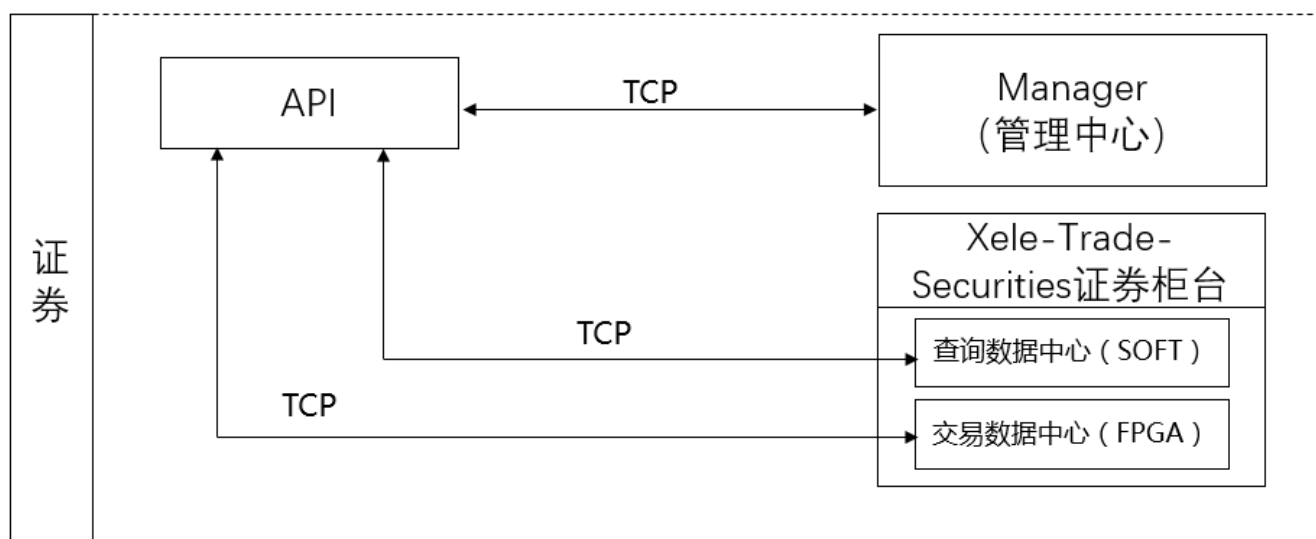 证
券
API
TCP
Manager
（管理中心）
Xele-Trade-
Securities证券柜台
TCP
查询数据中心（SOFT）
TCP
交易数据中心（FPGA）